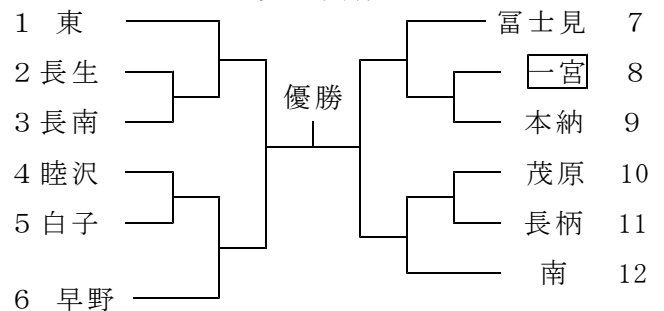 1 東
2 長生
3 長南
4 睦沢
5 白子
6 早野
優勝
冨士見 7
一宮 8
本納 9
茂原 10
長柄 11
南 12